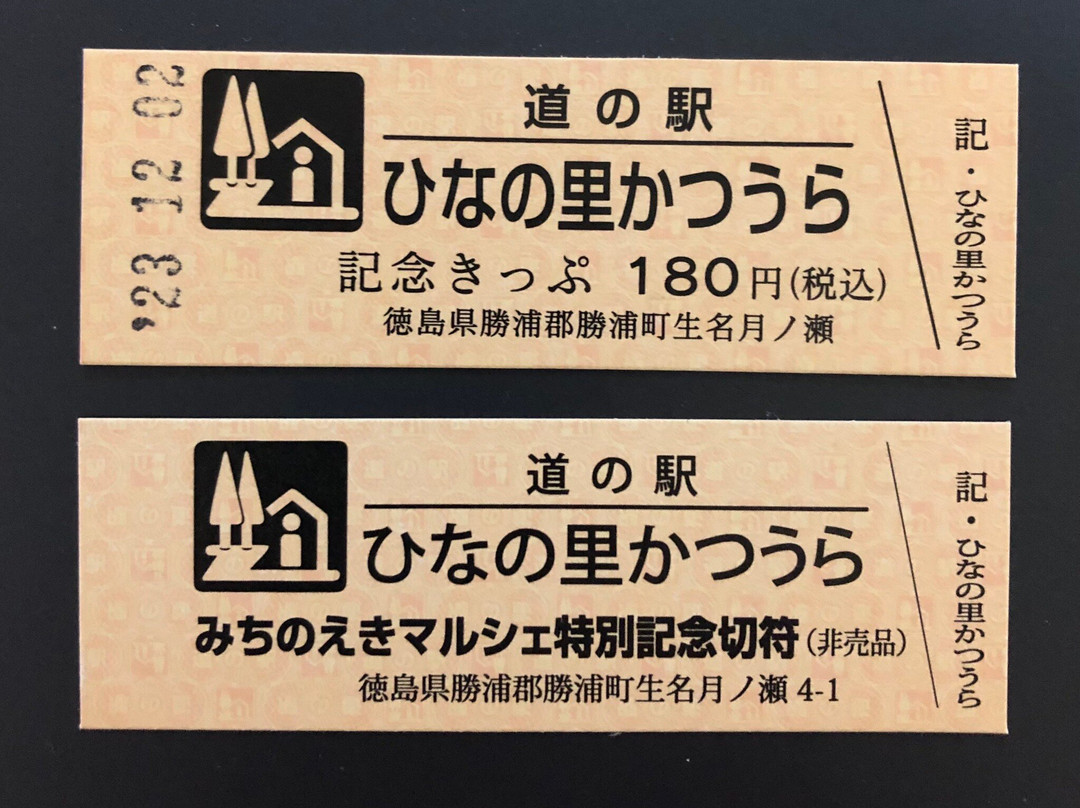 '23 12 02
道の駅
ひなの里かつうら
記念きっぷ 180円(税込)
徳島県勝浦郡勝浦町生名月ノ瀬
記・ひなの里かつうら
道の駅
ひなの里かつうら
みちのえきマルシェ特別記念切符(非売品)
徳島県勝浦郡勝浦町生名月ノ瀬4-1
記・ひなの里かつうら